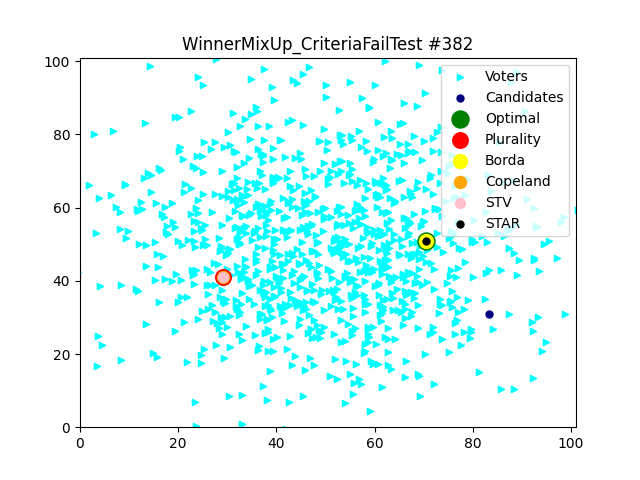 WinnerMixUp_CriteriaFailTest #382
100
80
60
40
20
0
0
20
40
60
80
100
Voters
Candidates
Optimal
Plurality
Borda
Copeland
STV
STAR